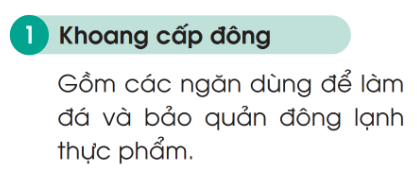 1 Khoang cấp đông
Gồm các ngăn dùng để làm
đá và bảo quản đông lạnh
thực phẩm.